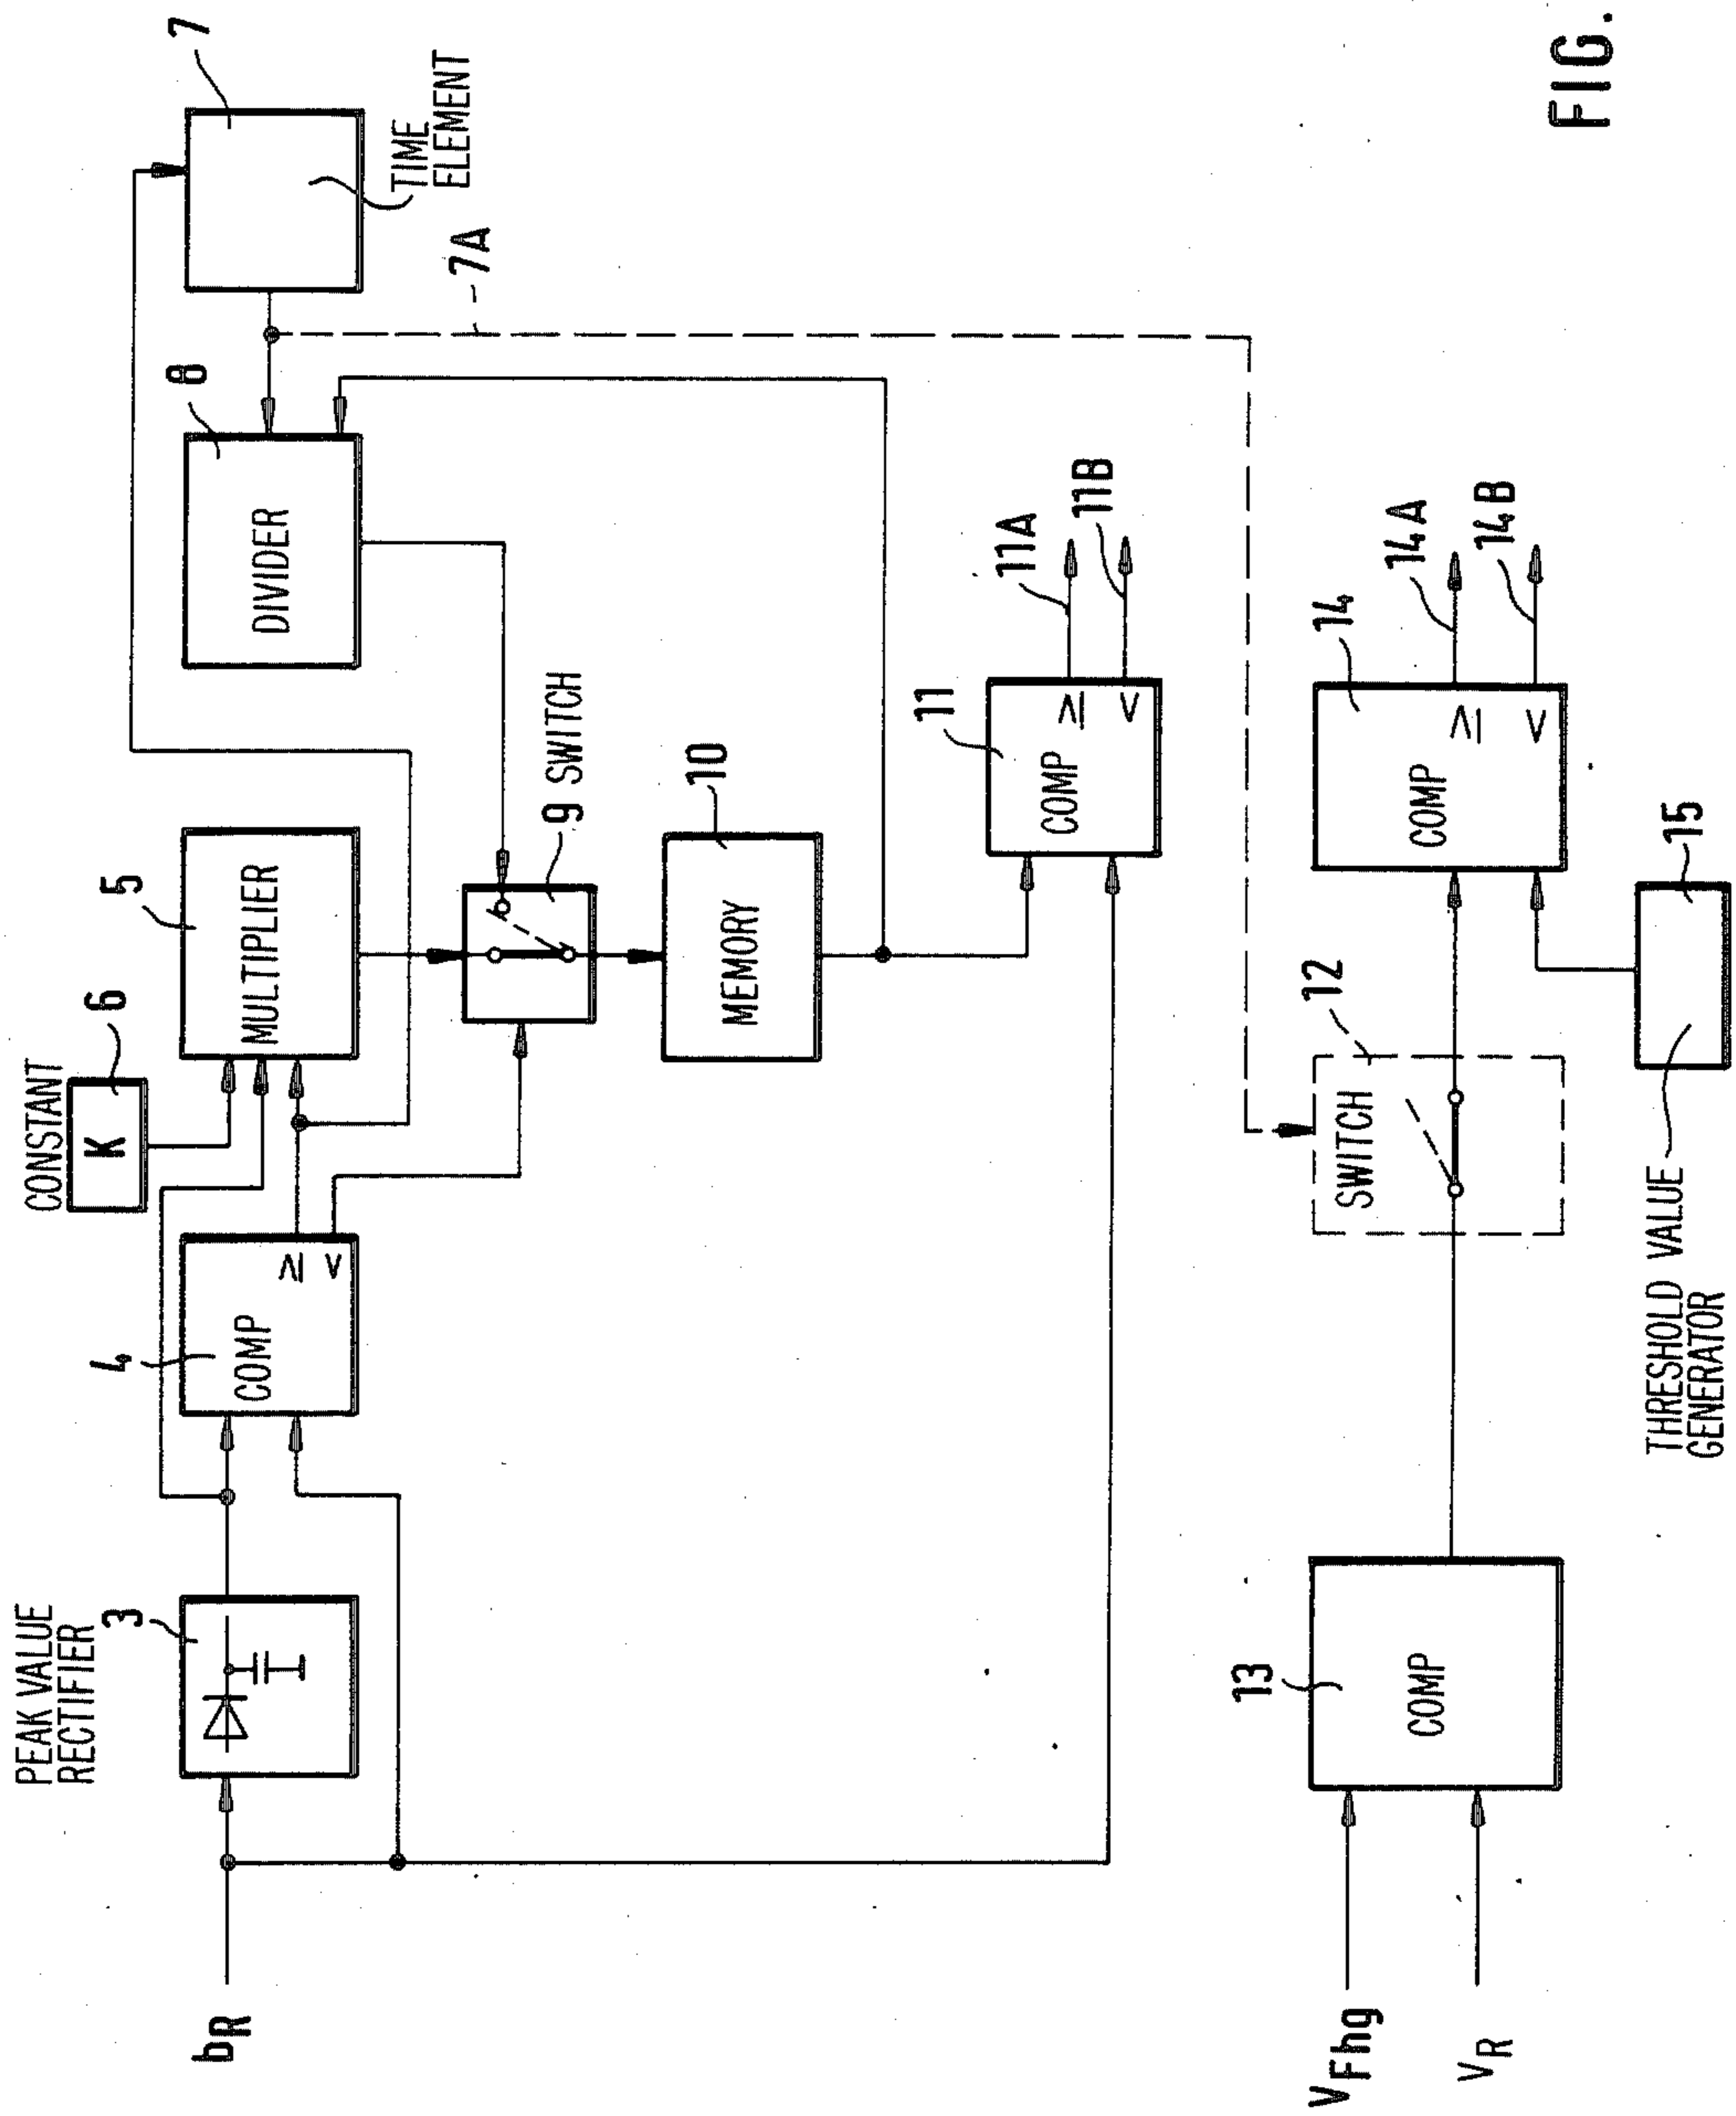 PEAK VALUE
RECTIFIER
3
bR
4
COMP
≥
<
CONSTANT
K
6
5
MULTIPLIER
8
DIVIDER
7
TIME
ELEMENT
7A
9 SWITCH
10
MEMORY
11
COMP
≥
<
11A
11B
VFhg
VR
13
COMP
12
SWITCH
14
COMP
≥
<
14A
14B
15
THRESHOLD VALUE
GENERATOR
FIG.